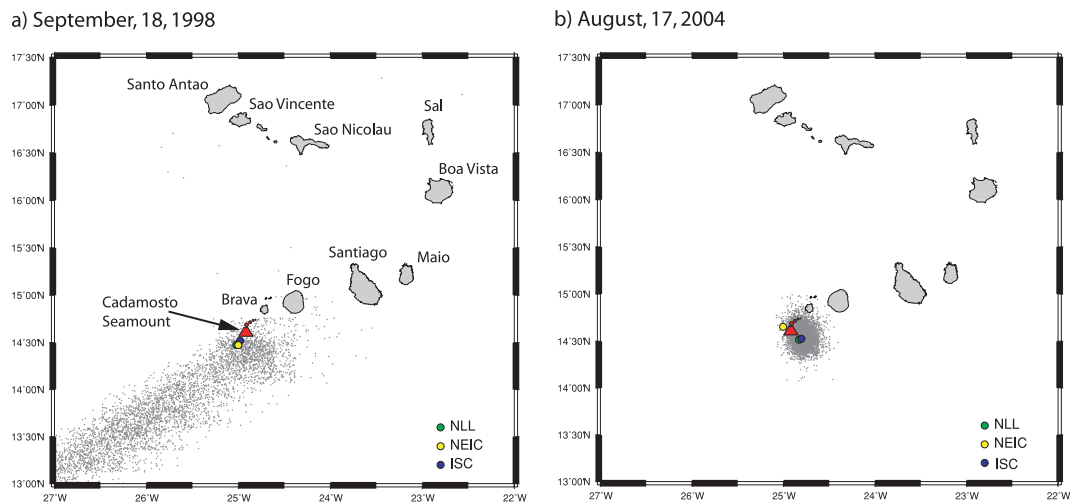 a) September, 18, 1998
b) August, 17, 2004
17˚30'N
17˚00'N
16˚30'N
16˚00'N
15˚30'N
15˚00'N
14˚30'N
14˚00'N
13˚30'N
13˚00'N
27˚W
26˚W
25˚W
24˚W
23˚W
22˚W
Santo Antao
Sao Vincente
Sao Nicolau
Sal
Boa Vista
Santiago
Maio
Fogo
Brava
Cadamosto
Seamount
NLL
NEIC
ISC
17˚30'N
17˚00'N
16˚30'N
16˚00'N
15˚30'N
15˚00'N
14˚30'N
14˚00'N
13˚30'N
13˚00'N
27˚W
26˚W
25˚W
24˚W
23˚W
22˚W
NLL
NEIC
ISC